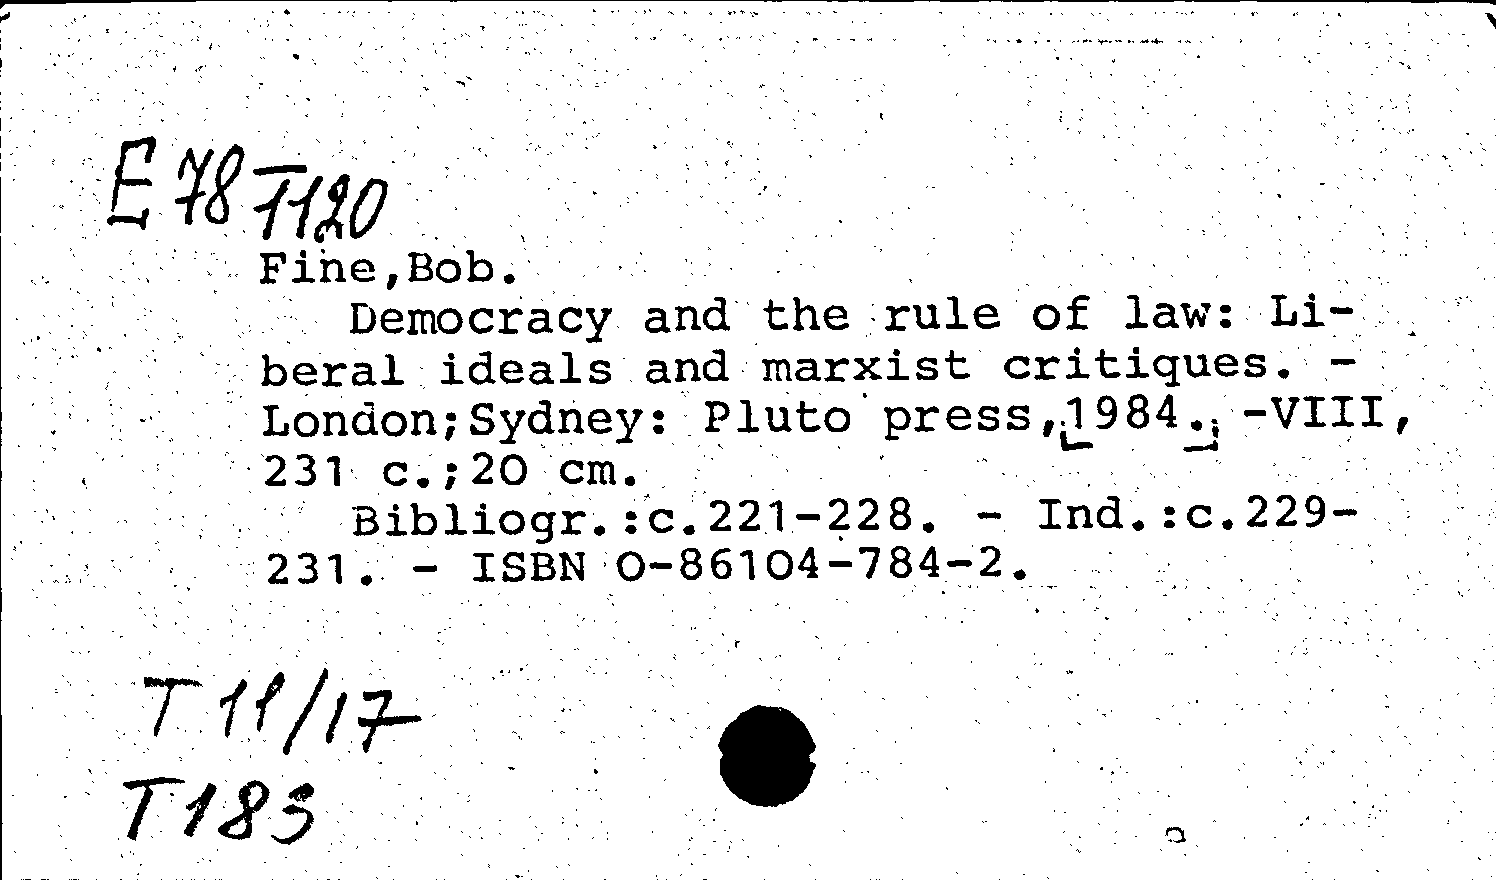 E 78 T120
Fine,Bob.
Democracy and the rule of law: Li-
beral ideals and marxist critiques. -
London;Sydney: Pluto press,[1984.] -VIII,
231 c.;20 cm.
Bibliogr.:c.221-228. - Ind.:c.229-
231. - ISBN 0-86104-784-2.
T 11/17
T183